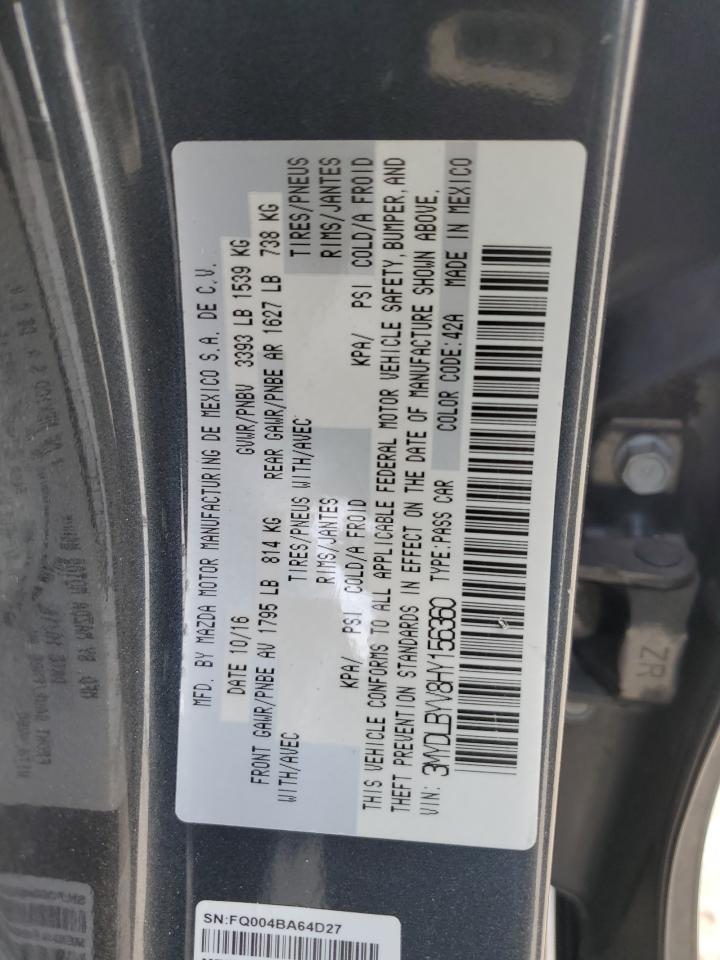 MFD. BY MAZDA MOTOR MANUFACTURING DE MEXICO S.A. DE C.V.
DATE 10/16 GVWR/PNBV 3393 LB 1539 KG
FRONT GAWR/PNBE AV 1795 LB 814 KG REAR GAWR/PNBE AR 1627 LB 738 KG
WITH/AVEC TIRES/PNEUS WITH/AVEC TIRES/PNEUS
RIMS/JANTES RIMS/JANTES
KPA/ PSI COLD/A FROID KPA/ PSI COLD/A FROID
THIS VEHICLE CONFORMS TO ALL APPLICABLE FEDERAL MOTOR VEHICLE SAFETY, BUMPER, AND
THEFT PREVENTION STANDARDS IN EFFECT ON THE DATE OF MANUFACTURE SHOWN ABOVE.
VIN: 3MYDLBYV8HY156360 TYPE: PASS CAR COLOR CODE: 42A MADE IN MEXICO
SN:FQ004BA64D27
ZR